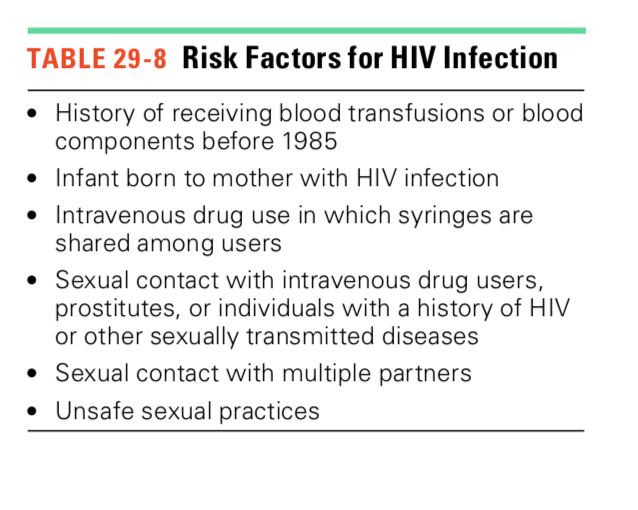 TABLE 29-8 Risk Factors for HIV Infection
• History of receiving blood transfusions or blood
components before 1985
• Infant born to mother with HIV infection
• Intravenous drug use in which syringes are
shared among users
• Sexual contact with intravenous drug users,
prostitutes, or individuals with a history of HIV
or other sexually transmitted diseases
• Sexual contact with multiple partners
• Unsafe sexual practices